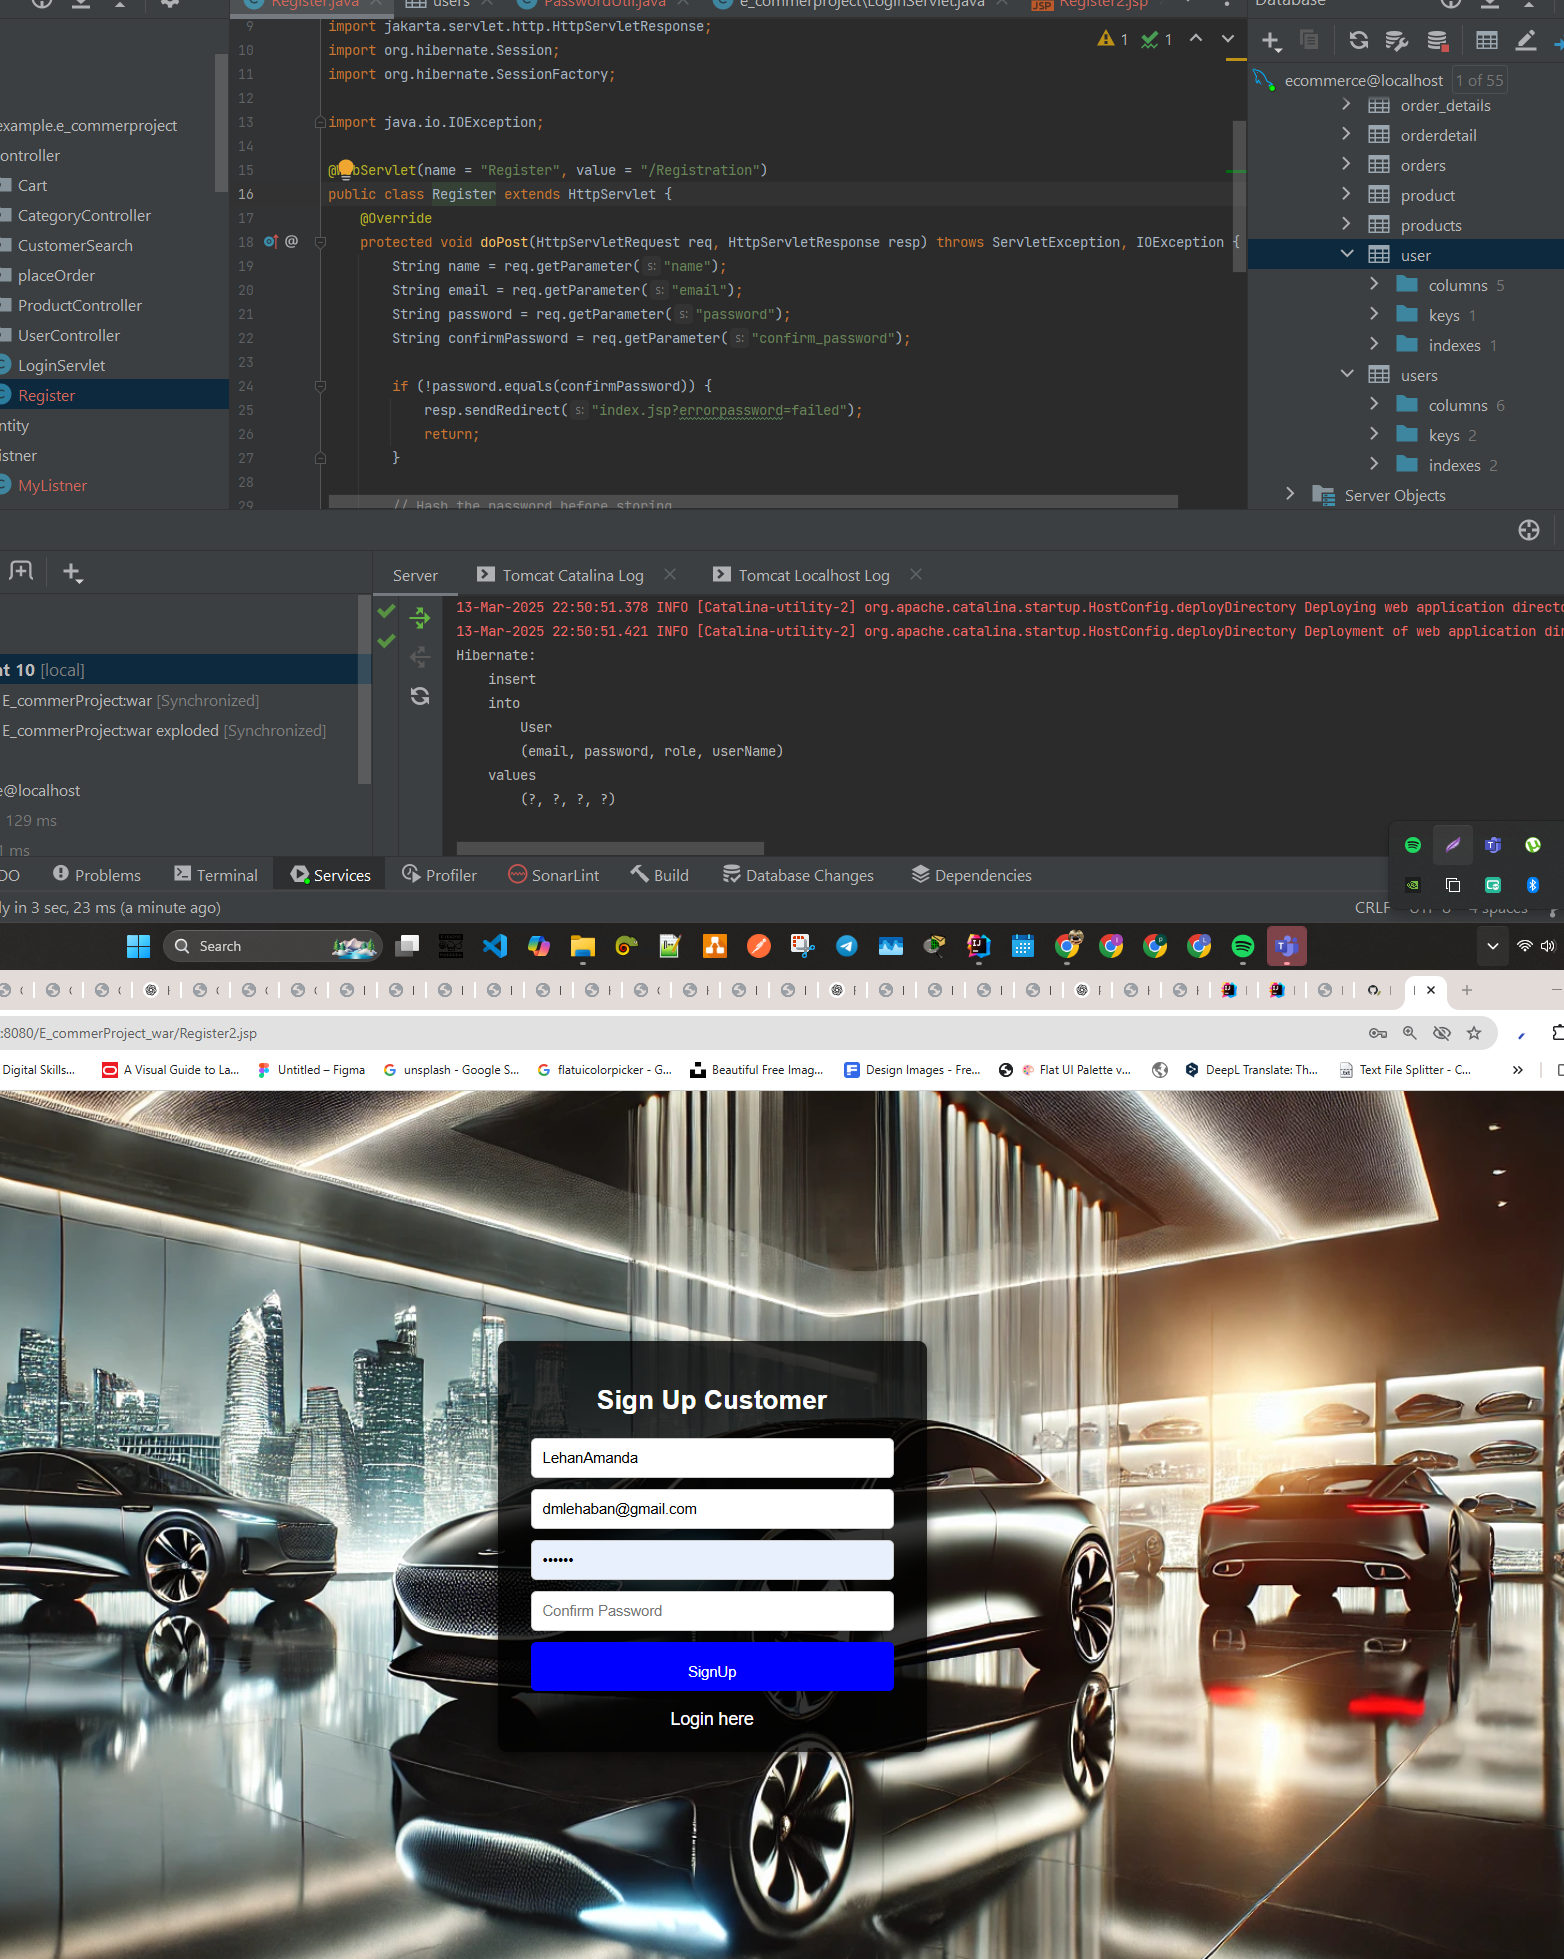 Register.java
users
PasswordUtil.java
e_commerproject\LoginServlet.java
Register2.jsp
Database
example.e_commerproject
ontroller
Cart
CategoryController
CustomerSearch
placeOrder
ProductController
UserController
LoginServlet
Register
ntity
istner
MyListner
9 import jakarta.servlet.http.HttpServletResponse;
10 import org.hibernate.Session;
11 import org.hibernate.SessionFactory;
12
13 import java.io.IOException;
14
15 @WebServlet(name = "Register", value = "/Registration")
16 public class Register extends HttpServlet {
17 @Override
18 @ protected void doPost(HttpServletRequest req, HttpServletResponse resp) throws ServletException, IOException {
19 String name = req.getParameter( s: "name");
20 String email = req.getParameter( s: "email");
21 String password = req.getParameter( s: "password");
22 String confirmPassword = req.getParameter( s: "confirm_password");
23
24 if (!password.equals(confirmPassword)) {
25 resp.sendRedirect( s: "index.jsp?errorpassword=failed");
26 return;
27 }
28
29 // Hash the password before storing
1 1
ecommerce@localhost 1 of 55
order_details
orderdetail
orders
product
products
user
columns 5
keys 1
indexes 1
users
columns 6
keys 2
indexes 2
Server Objects
Server
Tomcat Catalina Log
Tomcat Localhost Log
at 10 [local]
E_commerProject:war [Synchronized]
E_commerProject:war exploded [Synchronized]
e@localhost
129 ms
1 ms
13-Mar-2025 22:50:51.378 INFO [Catalina-utility-2] org.apache.catalina.startup.HostConfig.deployDirectory Deploying web application directo
13-Mar-2025 22:50:51.421 INFO [Catalina-utility-2] org.apache.catalina.startup.HostConfig.deployDirectory Deployment of web application dir
Hibernate:
insert
into
User
(email, password, role, userName)
values
(?, ?, ?, ?)
DO
Problems
Terminal
Services
Profiler
SonarLint
Build
Database Changes
Dependencies
ly in 3 sec, 23 ms (a minute ago)
CRLF UTF-8 4 spaces
Search
:8080/E_commerProject_war/Register2.jsp
Digital Skills...
A Visual Guide to La...
Untitled – Figma
unsplash - Google S...
flatuicolorpicker - G...
Beautiful Free Imag...
Design Images - Fre...
Flat UI Palette v...
DeepL Translate: Th...
Text File Splitter - C...
Sign Up Customer
LehanAmanda
dmlehaban@gmail.com
••••••
Confirm Password
SignUp
Login here